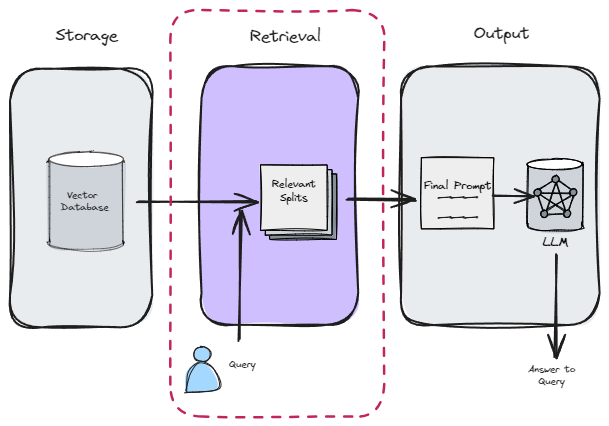 Storage
Retrieval
Output
Vector
Database
Relevant
Splits
Final Prompt
LLM
Query
Answer to
Query